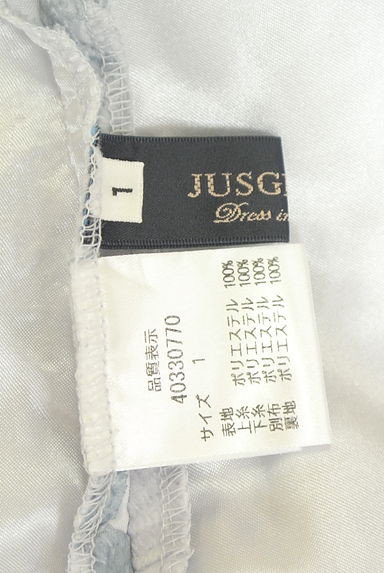 1
JUSG
Dress in
品質表示
40330770
サイズ 1
表地 ポリエステル 100%
上糸 ポリエステル 100%
下糸 ポリエステル 100%
別布 ポリエステル 100%
裏地 ポリエステル 100%